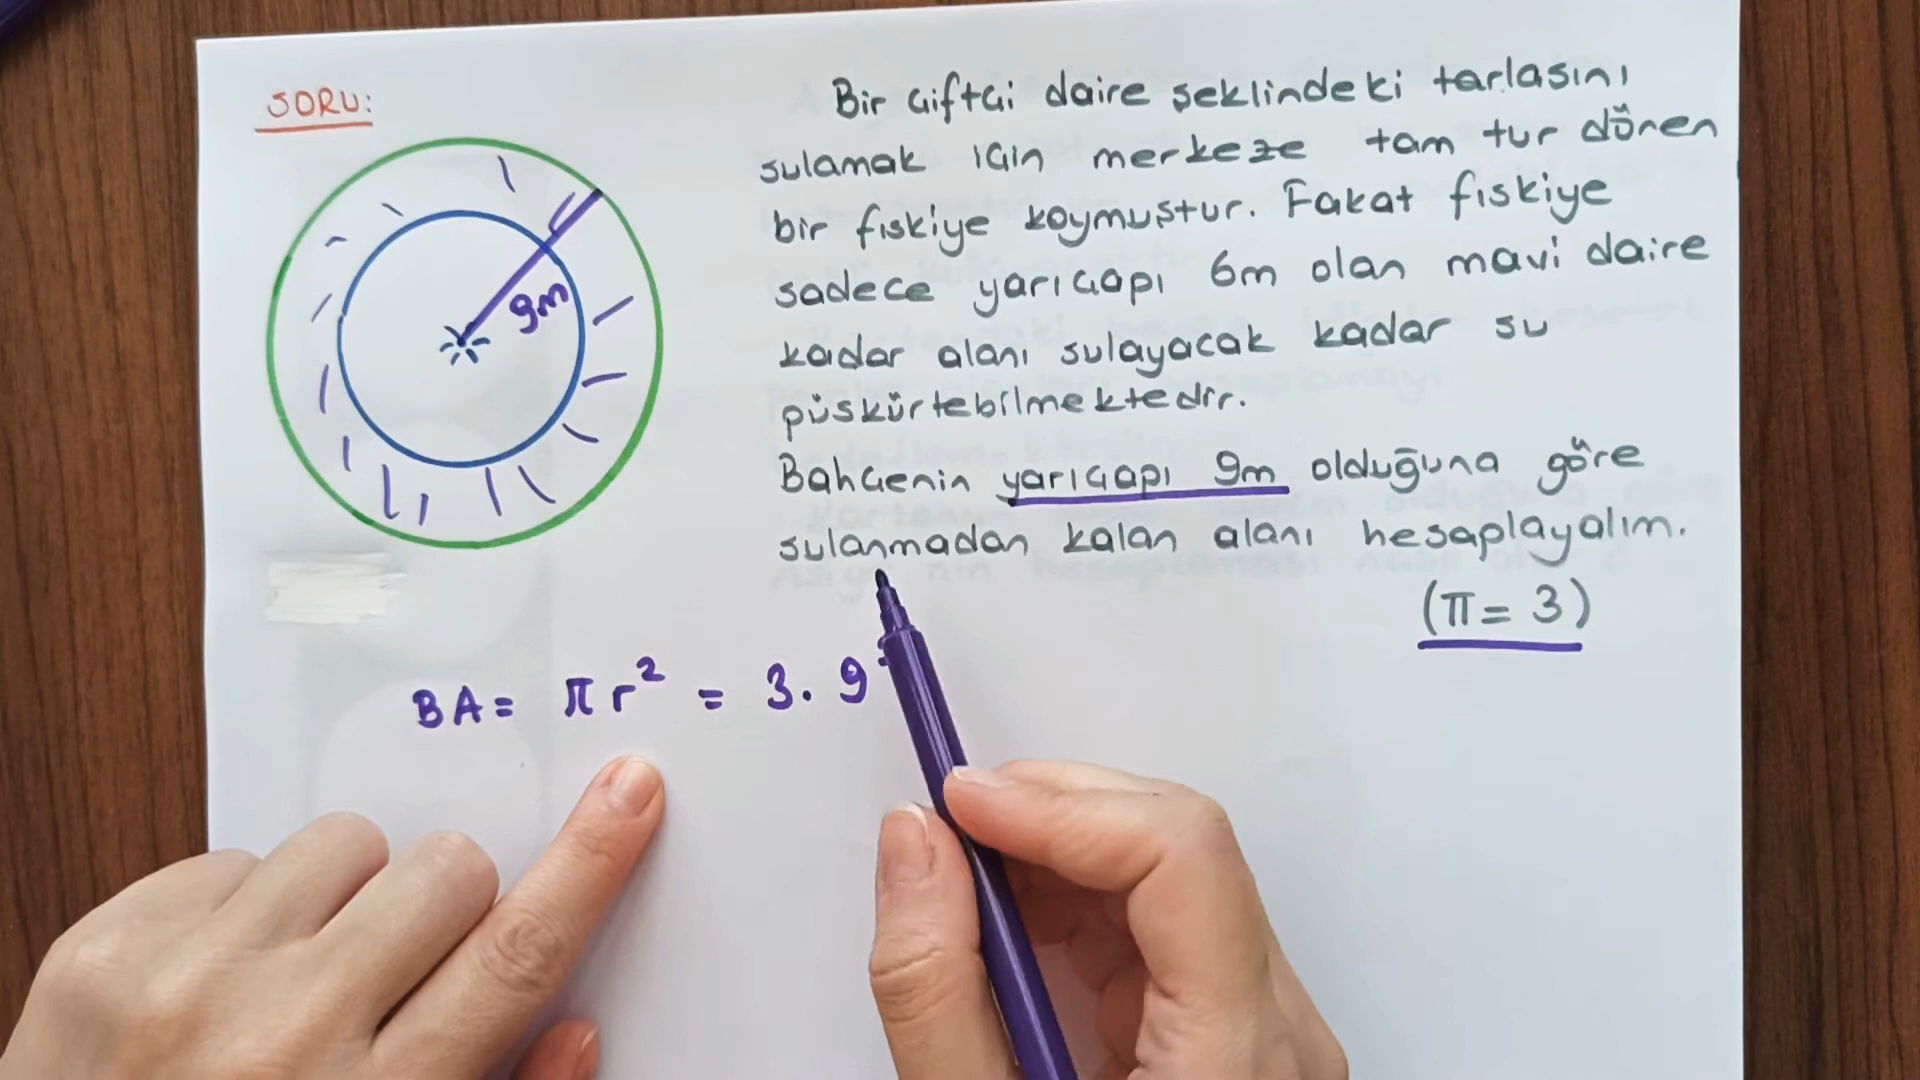 SORU:
Bir çiftçi daire şeklindeki tarlasını
sulamak için merkeze tam tur dönen
bir fıskiye koymuştur. Fakat fıskiye
sadece yarıçapı 6m olan mavi daire
kadar alanı sulayacak kadar su
püskürtebilmektedir.
Bahçenin yarıçapı 9m olduğuna göre
sulanmadan kalan alanı hesaplayalım.
(π = 3)
9m
BA = πr² = 3.9